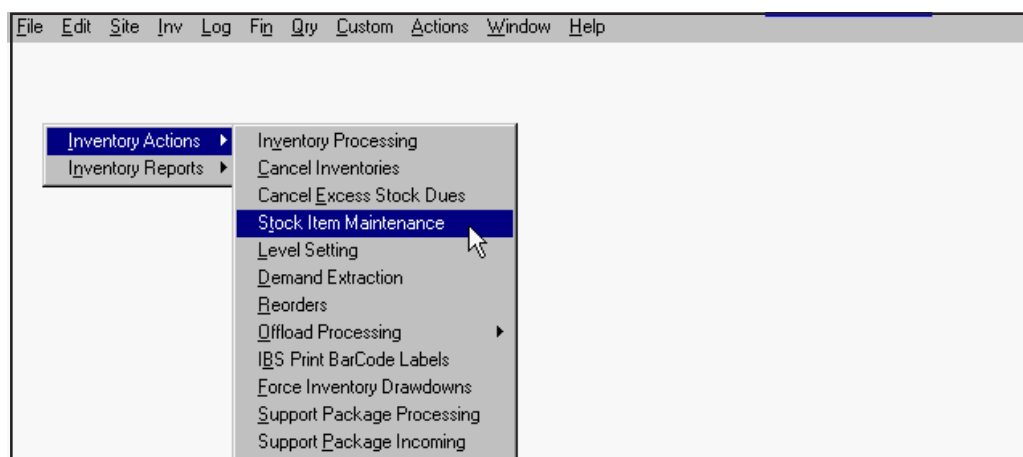 File Edit Site Inv Log Fin Qry Custom Actions Window Help
Inventory Actions
Inventory Reports
Inventory Processing
Cancel Inventories
Cancel Excess Stock Dues
Stock Item Maintenance
Level Setting
Demand Extraction
Reorders
Offload Processing
IBS Print BarCode Labels
Force Inventory Drawdowns
Support Package Processing
Support Package Incoming